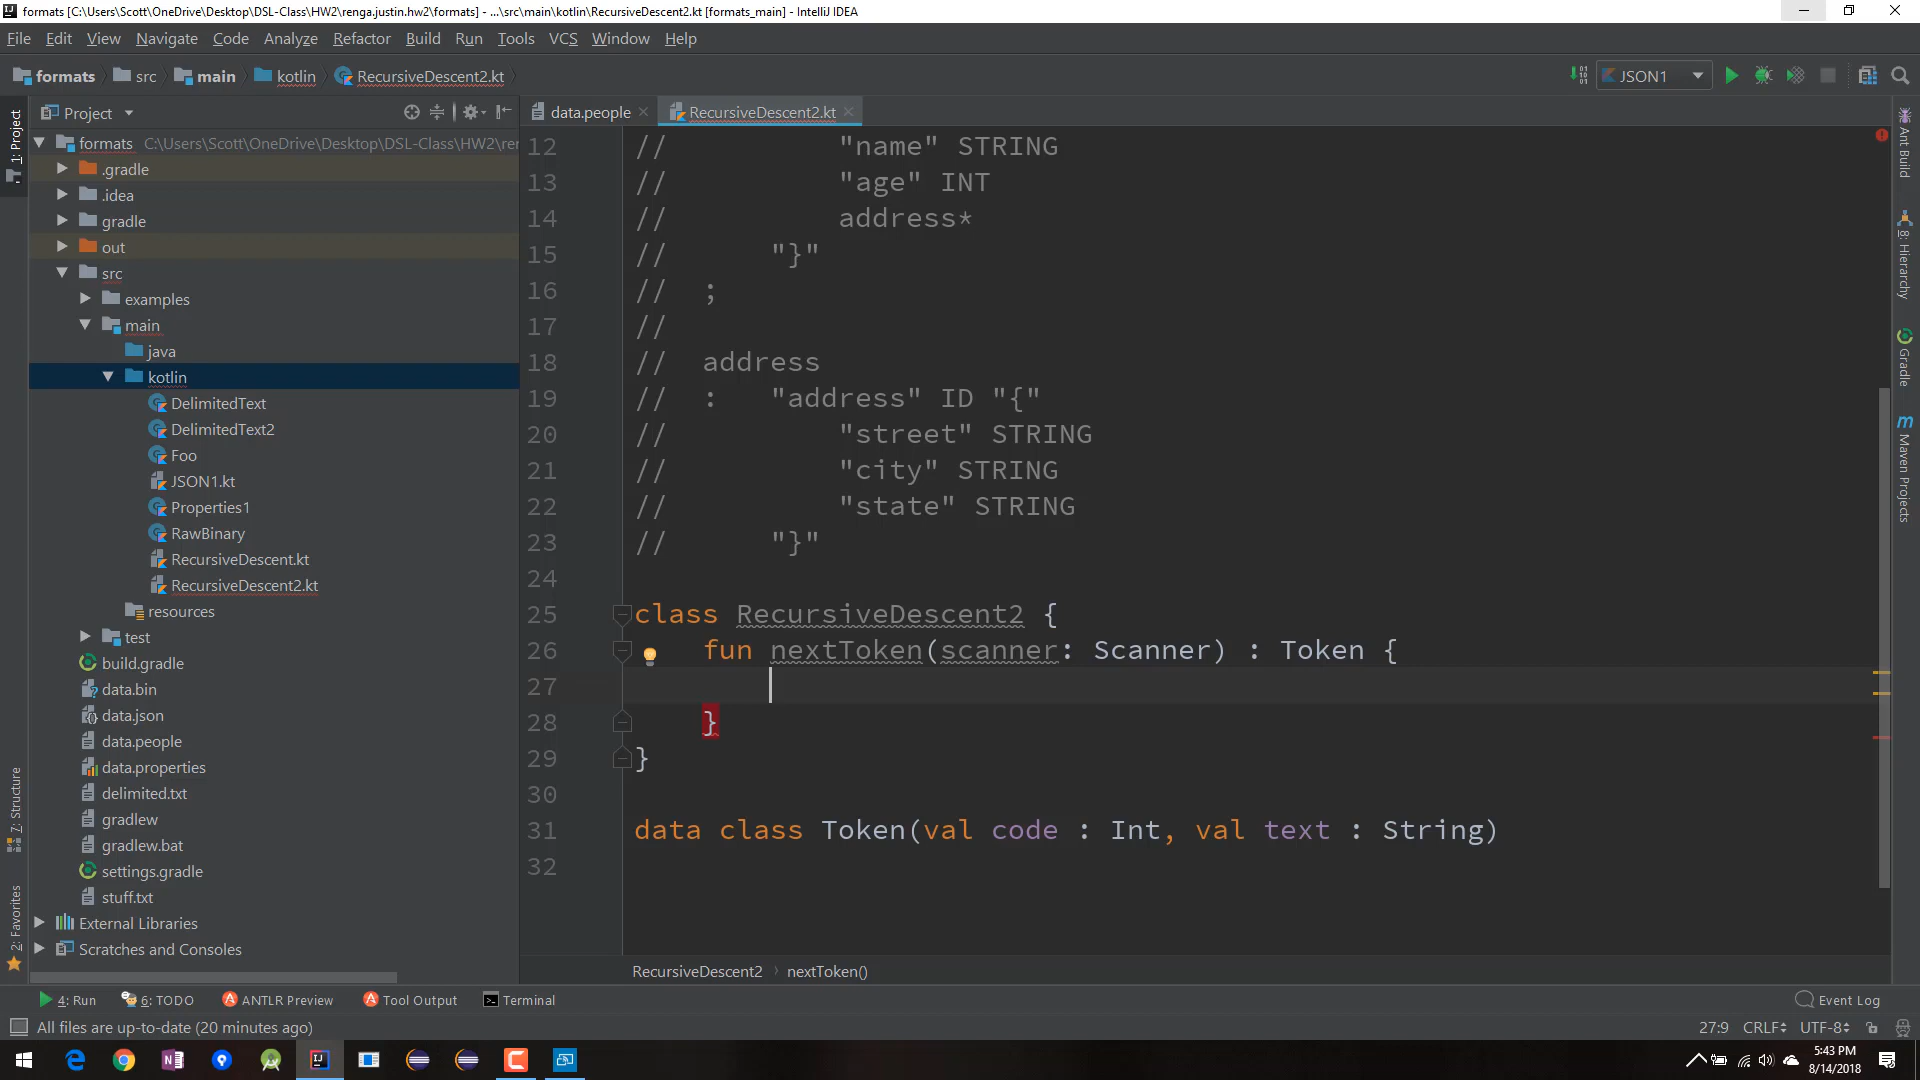 formats [C:\Users\Scott\OneDrive\Desktop\DSL-Class\HW2\renga.justin.hw2\formats] - ...\src\main\kotlin\RecursiveDescent2.kt [formats_main] - IntelliJ IDEA
File Edit View Navigate Code Analyze Refactor Build Run Tools VCS Window Help
formats src main kotlin RecursiveDescent2.kt JSON1
Project
data.people RecursiveDescent2.kt
1: Project
formats C:\Users\Scott\OneDrive\Desktop\DSL-Class\HW2\ren
.gradle
.idea
gradle
out
src
examples
main
java
kotlin
DelimitedText
DelimitedText2
Foo
JSON1.kt
Properties1
RawBinary
RecursiveDescent.kt
RecursiveDescent2.kt
resources
test
build.gradle
data.bin
data.json
data.people
data.properties
delimited.txt
gradlew
gradlew.bat
settings.gradle
stuff.txt
External Libraries
Scratches and Consoles
7: Structure
2: Favorites
12 // "name" STRING
13 // "age" INT
14 // address*
15 // "}"
16 // ;
17 //
18 // address
19 // : "address" ID "{"
20 // "street" STRING
21 // "city" STRING
22 // "state" STRING
23 // "}"
24
25 class RecursiveDescent2 {
26 fun nextToken(scanner: Scanner) : Token {
27
28 }
29 }
30
31 data class Token(val code : Int, val text : String)
32
RecursiveDescent2 › nextToken()
Ant Build
8: Hierarchy
Gradle
Maven Projects
4: Run 6: TODO ANTLR Preview Tool Output Terminal Event Log
All files are up-to-date (20 minutes ago) 27:9 CRLF UTF-8
5:43 PM
8/14/2018